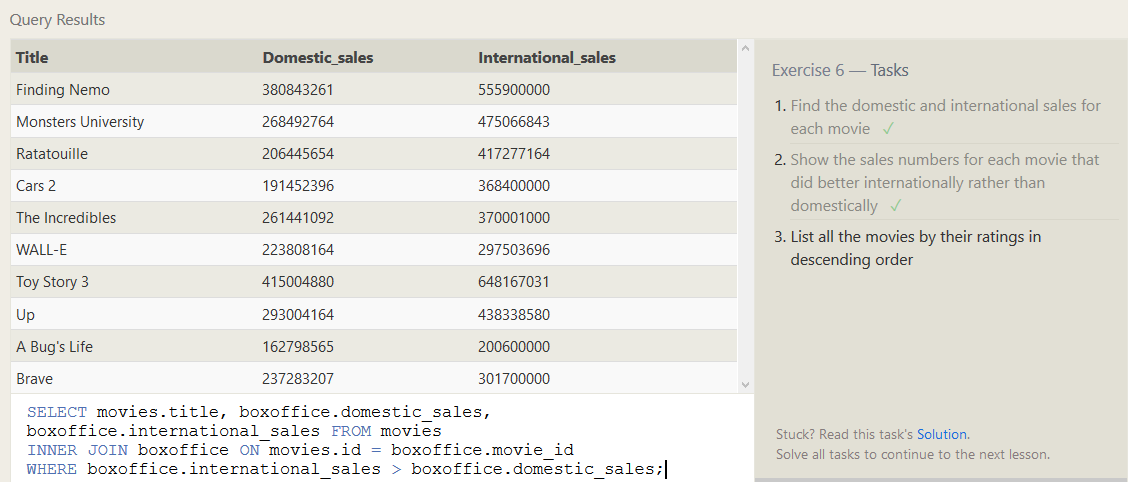 Query Results
Title Domestic_sales International_sales
Finding Nemo 380843261 555900000
Monsters University 268492764 475066843
Ratatouille 206445654 417277164
Cars 2 191452396 368400000
The Incredibles 261441092 370001000
WALL-E 223808164 297503696
Toy Story 3 415004880 648167031
Up 293004164 438338580
A Bug's Life 162798565 200600000
Brave 237283207 301700000
SELECT movies.title, boxoffice.domestic_sales,
boxoffice.international_sales FROM movies
INNER JOIN boxoffice ON movies.id = boxoffice.movie_id
WHERE boxoffice.international_sales > boxoffice.domestic_sales;
Exercise 6 — Tasks
1. Find the domestic and international sales for
each movie ✓
2. Show the sales numbers for each movie that
did better internationally rather than
domestically ✓
3. List all the movies by their ratings in
descending order
Stuck? Read this task's Solution.
Solve all tasks to continue to the next lesson.